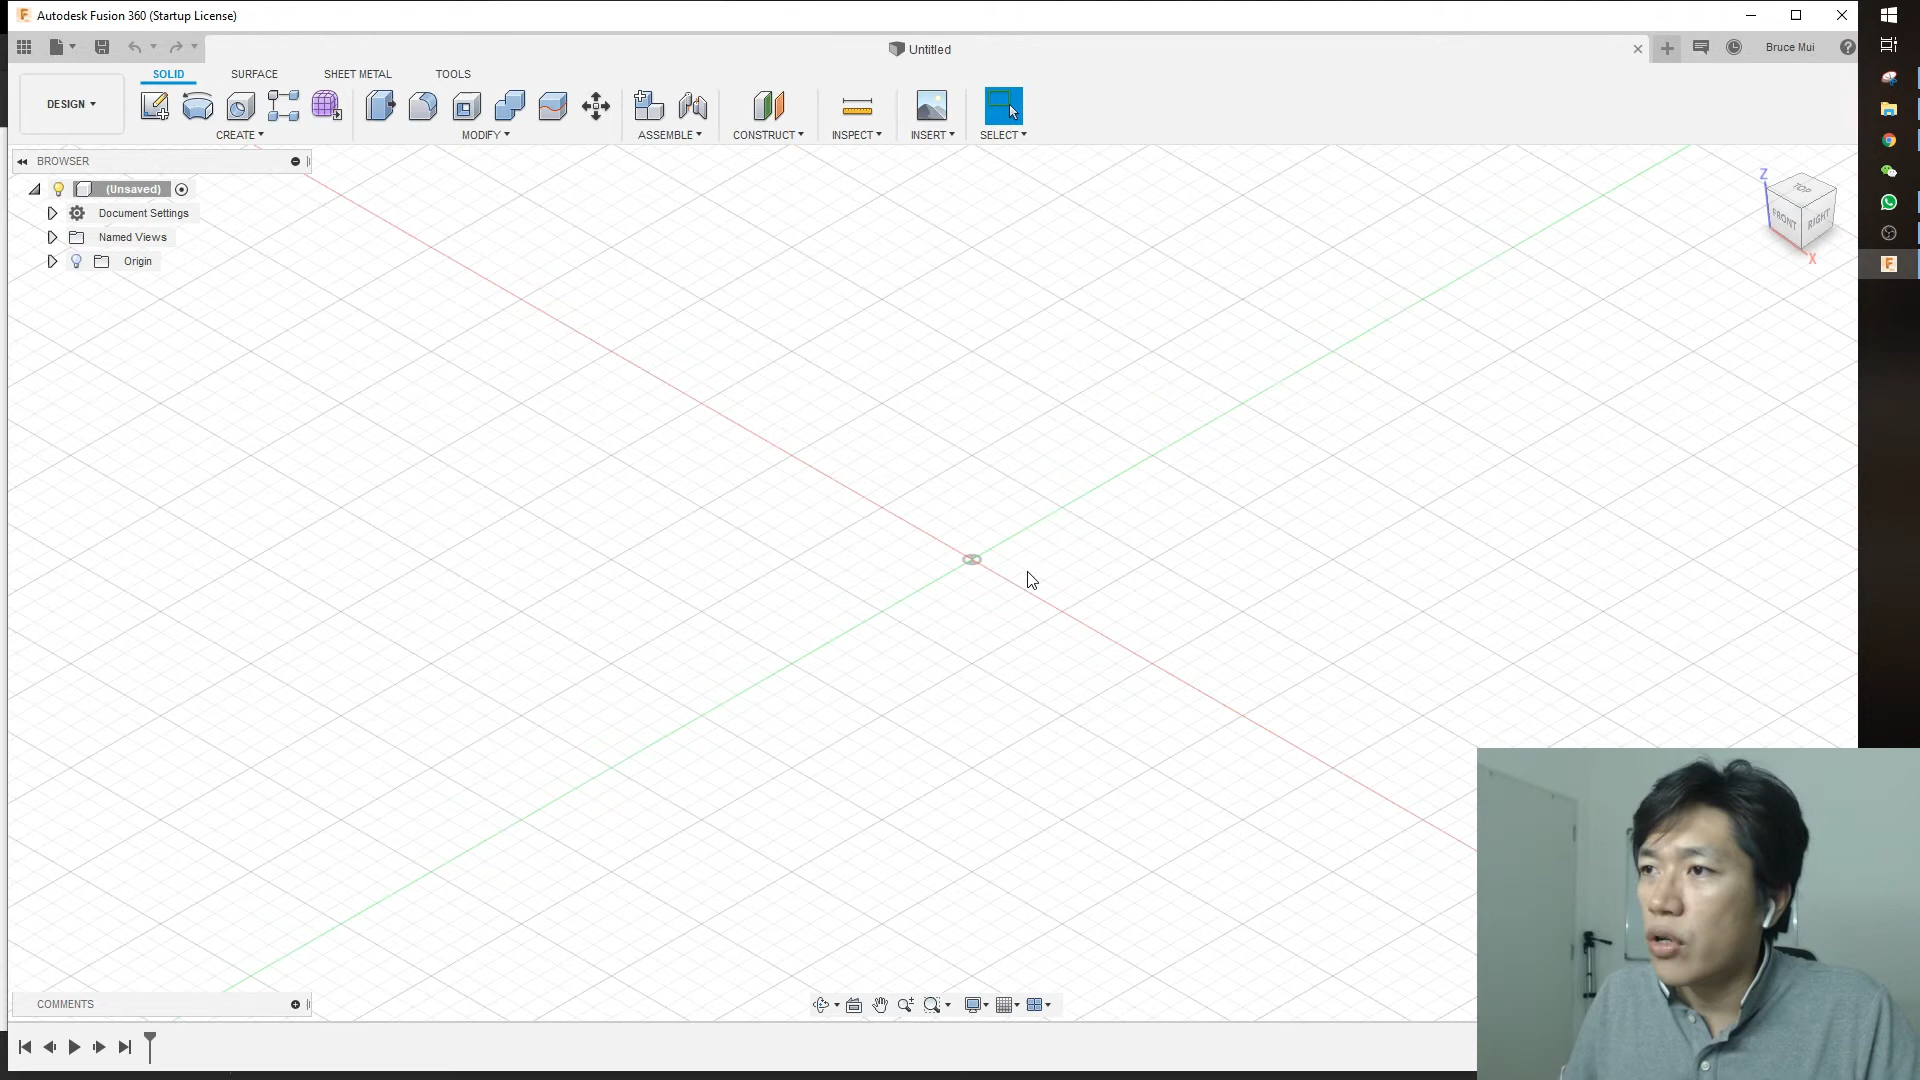 Autodesk Fusion 360 (Startup License)
Untitled
Bruce Mui
SOLID SURFACE SHEET METAL TOOLS
DESIGN
CREATE MODIFY ASSEMBLE CONSTRUCT INSPECT INSERT SELECT
BROWSER
(Unsaved)
Document Settings
Named Views
Origin
Z
TOP
FRONT RIGHT
X
COMMENTS